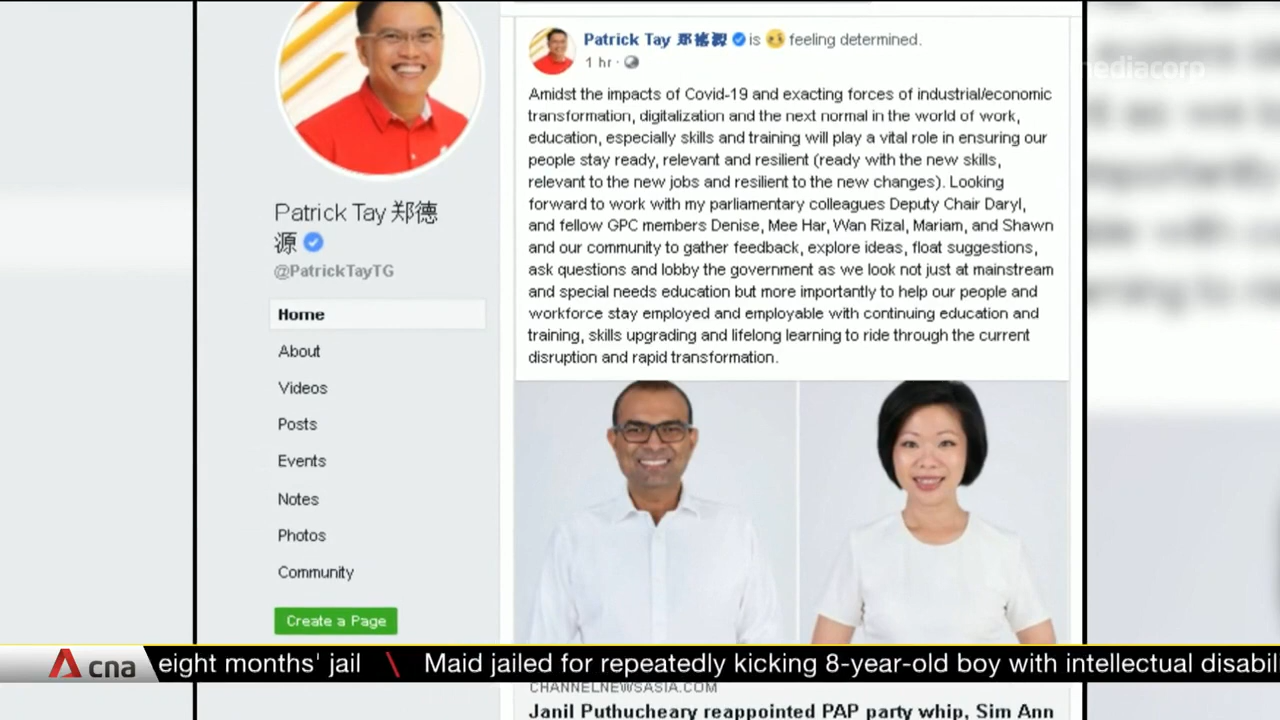 Patrick Tay 郑德
源
@PatrickTayTG
Home
About
Videos
Posts
Events
Notes
Photos
Community
Create a Page
Patrick Tay is feeling determined.
1 hr ·
Amidst the impacts of Covid-19 and exacting forces of industrial/economic
transformation, digitalization and the next normal in the world of work,
education, especially skills and training will play a vital role in ensuring our
people stay ready, relevant and resilient (ready with the new skills,
relevant to the new jobs and resilient to the new changes). Looking
forward to work with my parliamentary colleagues Deputy Chair Daryl,
and fellow GPC members Denise, Mee Har, Wan Rizal, Mariam, and Shawn
and our community to gather feedback, explore ideas, float suggestions,
ask questions and lobby the government as we look not just at mainstream
and special needs education but more importantly to help our people and
workforce stay employed and employable with continuing education and
training, skills upgrading and lifelong learning to ride through the current
disruption and rapid transformation.
mediacorp
cna
eight months' jail \ Maid jailed for repeatedly kicking 8-year-old boy with intellectual disabil
CHANNELNEWSASIA.COM
Janil Puthucheary reappointed PAP party whip, Sim Ann